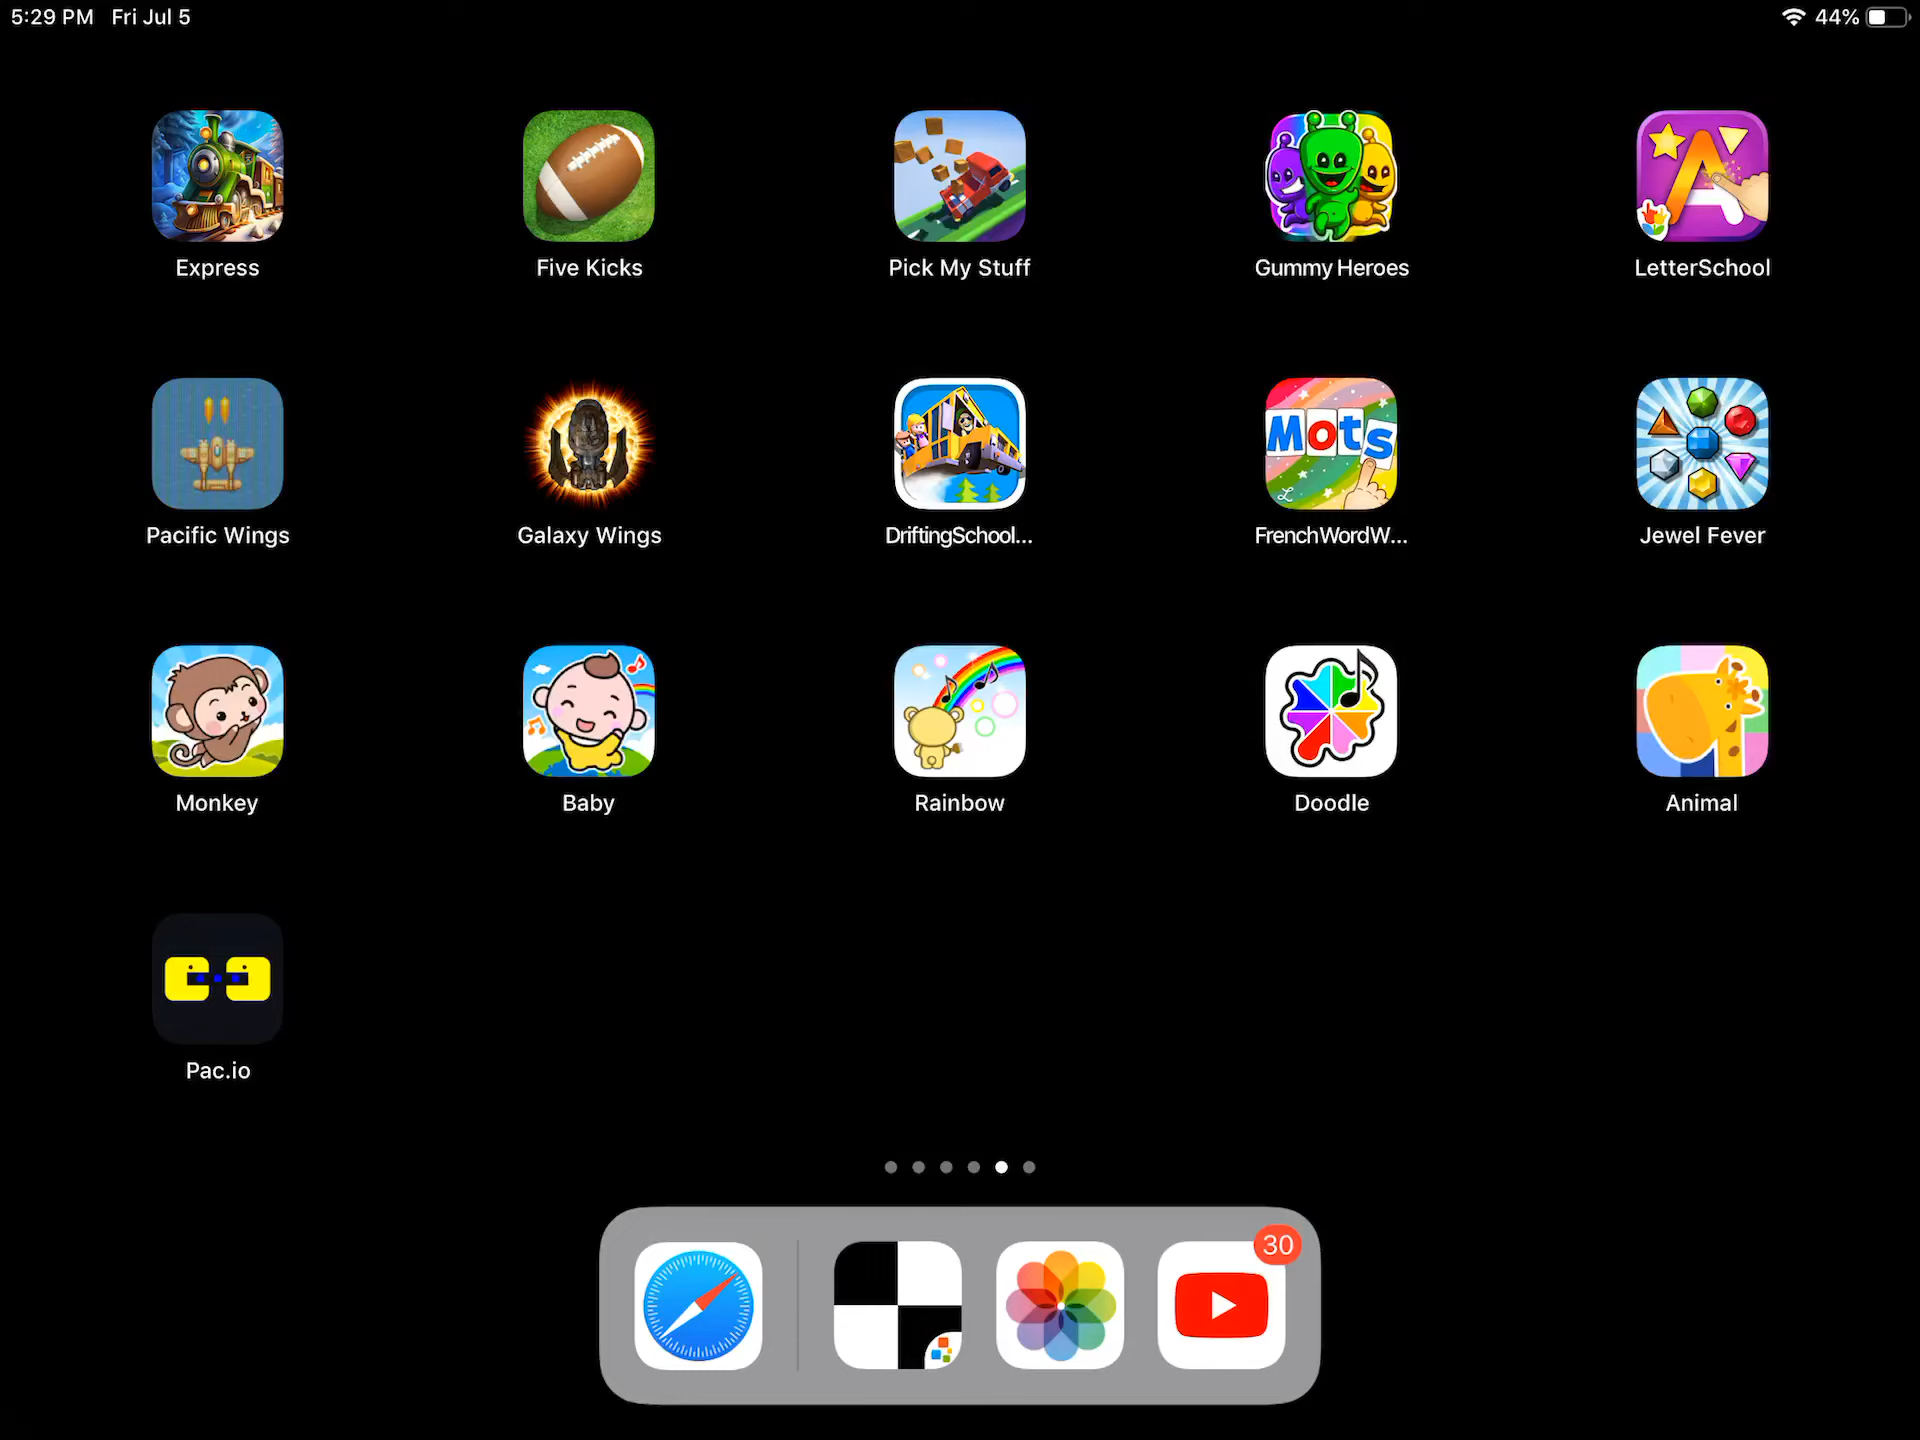 5:29 PM Fri Jul 5
44%
Express
Five Kicks
Pick My Stuff
Gummy Heroes
A
LetterSchool
Pacific Wings
Galaxy Wings
DriftingSchool...
Mots
L
FrenchWordW...
Jewel Fever
Monkey
Baby
Rainbow
Doodle
Animal
Pac.io
30